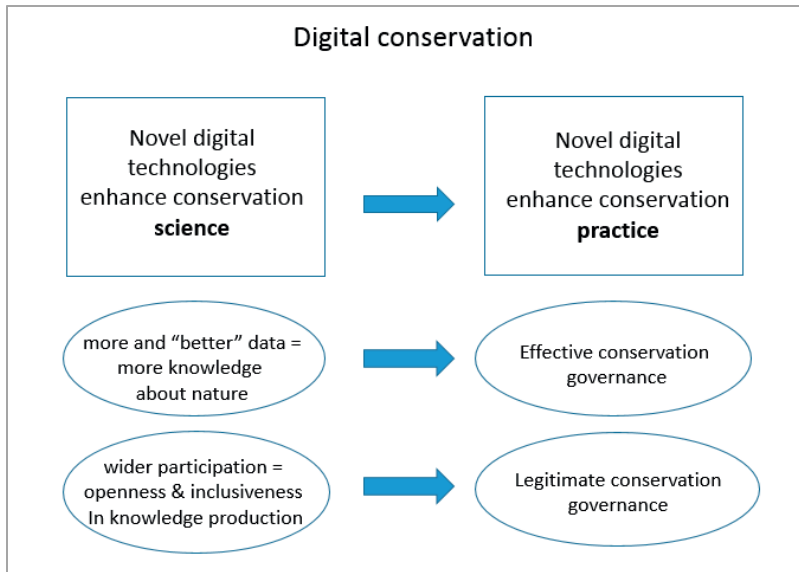 Digital conservation
Novel digital
technologies
enhance conservation
science
Novel digital
technologies
enhance conservation
practice
more and “better” data =
more knowledge
about nature
Effective conservation
governance
wider participation =
openness & inclusiveness
In knowledge production
Legitimate conservation
governance